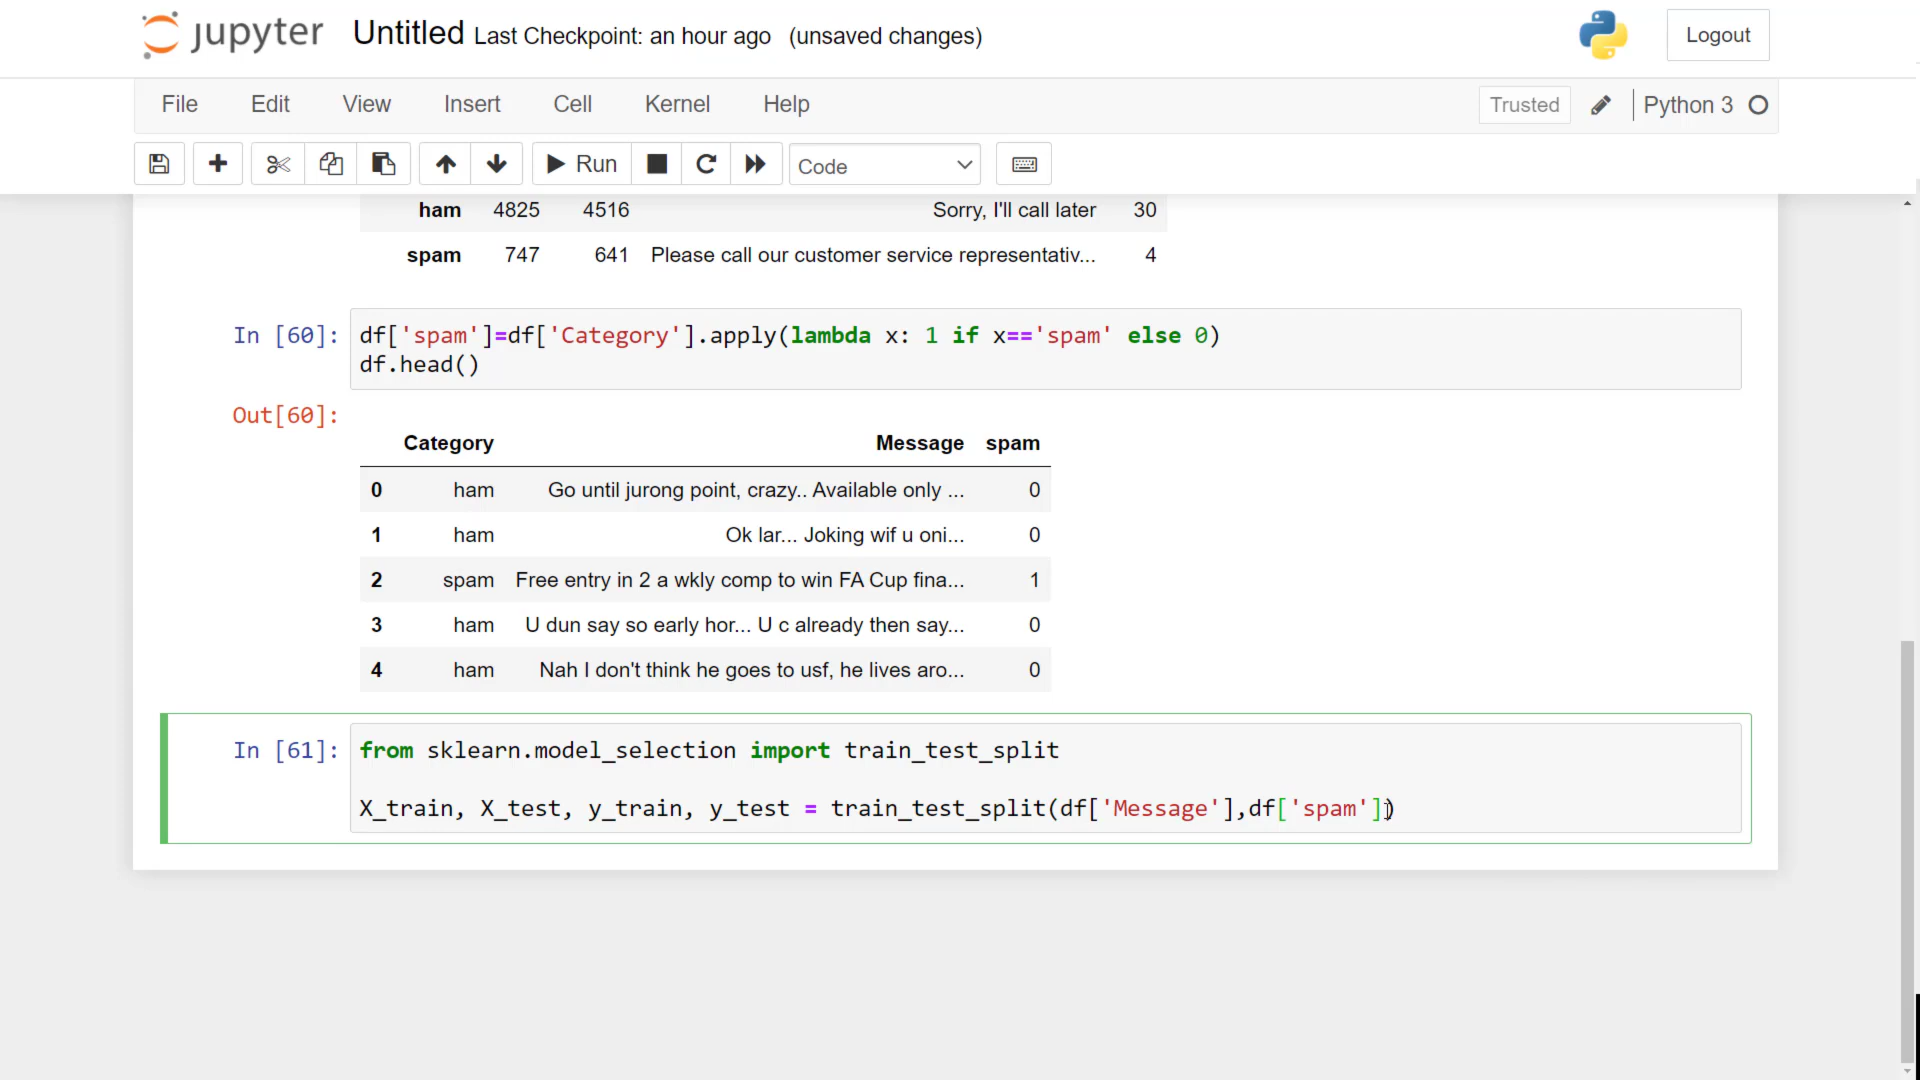 jupyter Untitled Last Checkpoint: an hour ago (unsaved changes) Logout
File Edit View Insert Cell Kernel Help Trusted Python 3
Run Code
ham 4825 4516 Sorry, I'll call later 30
spam 747 641 Please call our customer service representativ... 4
In [60]: df['spam']=df['Category'].apply(lambda x: 1 if x=='spam' else 0)
df.head()
Out[60]:
Category Message spam
0 ham Go until jurong point, crazy.. Available only ... 0
1 ham Ok lar... Joking wif u oni... 0
2 spam Free entry in 2 a wkly comp to win FA Cup fina... 1
3 ham U dun say so early hor... U c already then say... 0
4 ham Nah I don't think he goes to usf, he lives aro... 0
In [61]: from sklearn.model_selection import train_test_split
X_train, X_test, y_train, y_test = train_test_split(df['Message'],df['spam'])